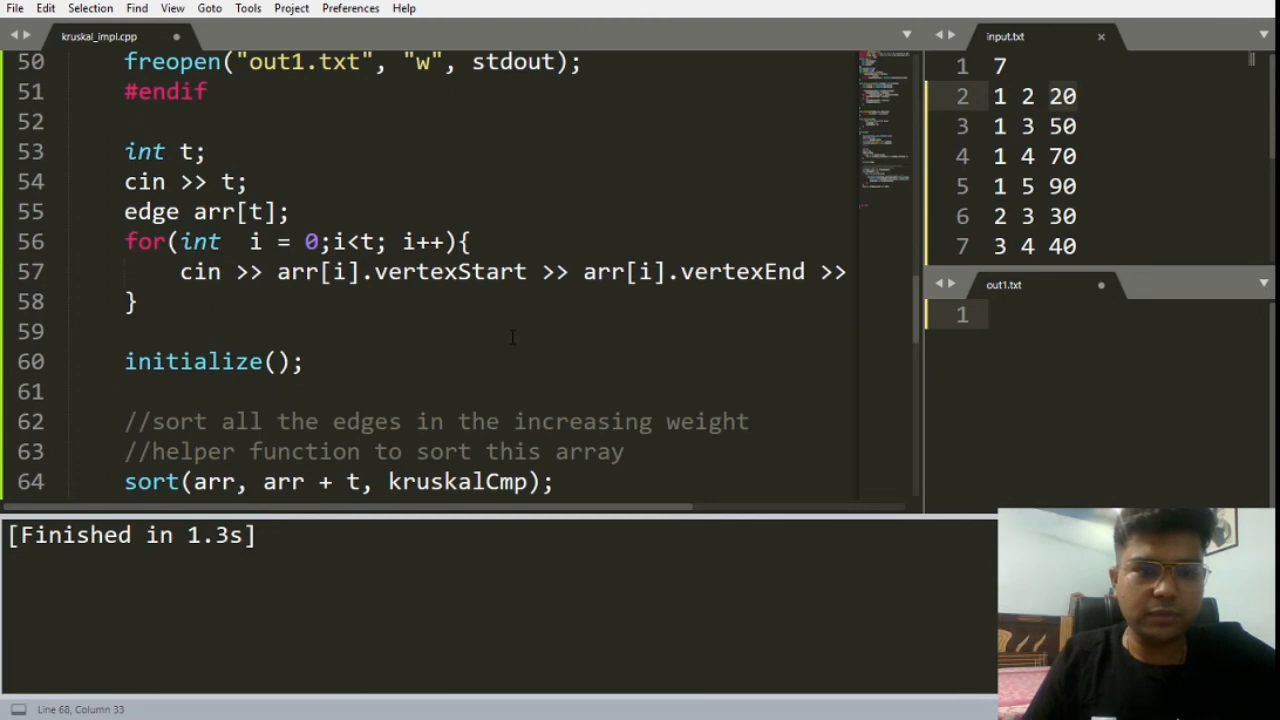 File Edit Selection View Goto Tools Project Preferences Help
kruskal_impl.cpp
50 freopen("out1.txt", "w", stdout);
51 #endif
52
53 int t;
54 cin >> t;
55 edge arr[t];
56 for(int  i = 0;i<t; i++){
57 cin >> arr[i].vertexStart >> arr[i].vertexEnd >>
58 }
59
60 initialize();
61
62 //sort all the edges in the increasing weight
63 //helper function to sort this array
64 sort(arr, arr + t, kruskalCmp);
input.txt
1 7
2 1 2 20
3 1 3 50
4 1 4 70
5 1 5 90
6 2 3 30
7 3 4 40
out1.txt
1
[Finished in 1.3s]
Line 68, Column 33